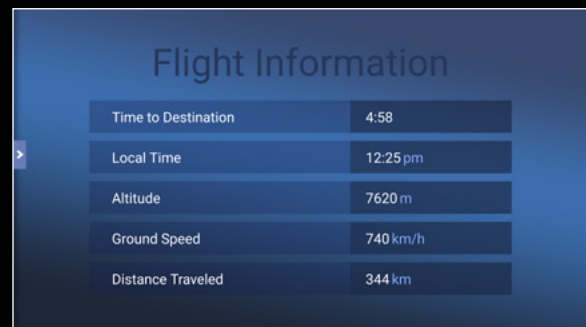 Flight Information
Time to Destination 4:58
Local Time 12:25 pm
Altitude 7620 m
Ground Speed 740 km/h
Distance Traveled 344 km